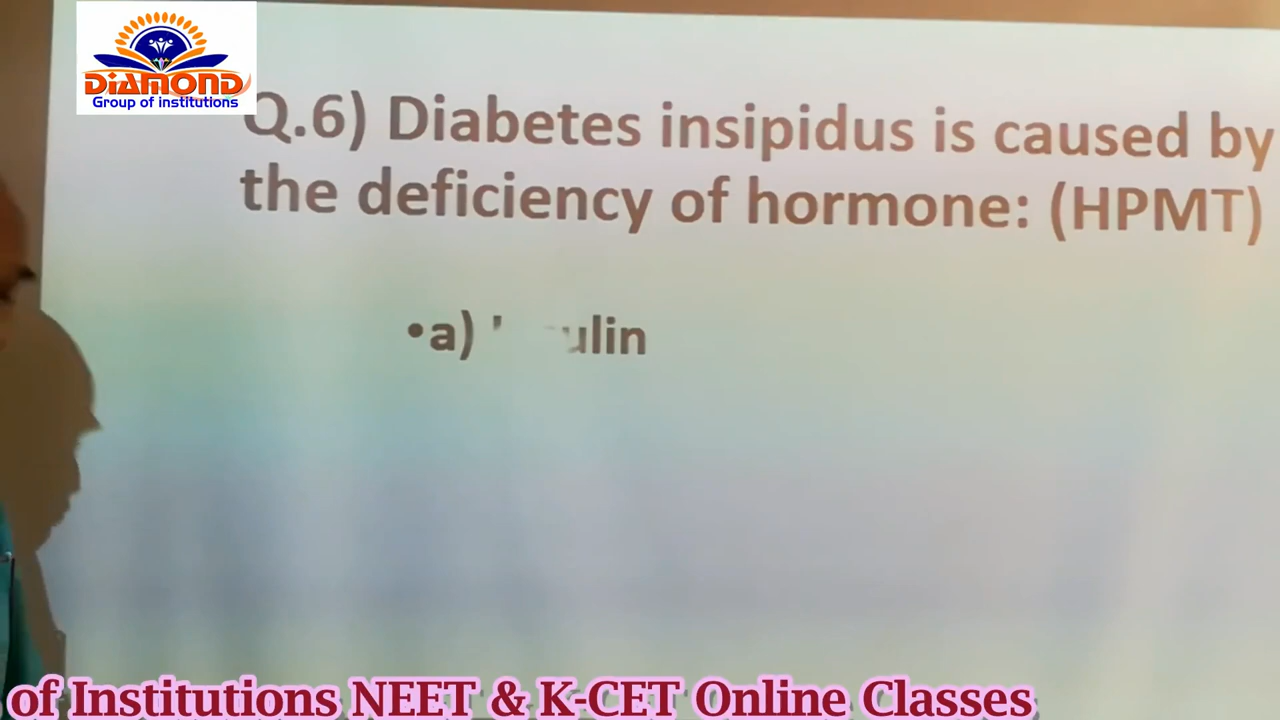 DIAMOND
Group of institutions
Q.6) Diabetes insipidus is caused by
the deficiency of hormone: (HPMT)
•a)
of Institutions NEET & K-CET Online Classes